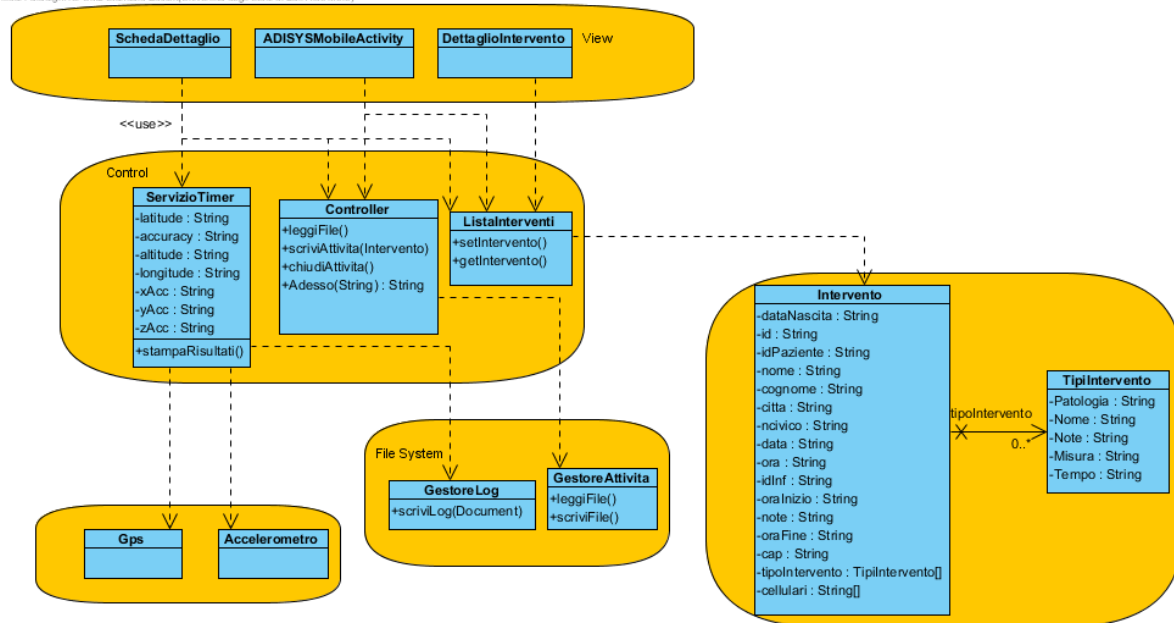 SchedaDettaglio
ADISYSMobileActivity
DettaglioIntervento
View
<<use>>
Control
ServizioTimer
-latitude : String
-accuracy : String
-altitude : String
-longitude : String
-xAcc : String
-yAcc : String
-zAcc : String
+stampaRisultati()
Controller
+leggiFile()
+scriviAttivita(Intervento)
+chiudiAttivita()
+Adesso(String) : String
ListaInterventi
+setIntervento()
+getIntervento()
Intervento
-dataNascita : String
-id : String
-idPaziente : String
-nome : String
-cognome : String
-citta : String
-ncivico : String
-data : String
-ora : String
-idInf : String
-oraInizio : String
-note : String
-oraFine : String
-cap : String
-tipoIntervento : TipiIntervento[]
-cellulari : String[]
tipoIntervento
0..*
TipiIntervento
-Patologia : String
-Nome : String
-Note : String
-Misura : String
-Tempo : String
File System
GestoreLog
+scriviLog(Document)
GestoreAttivita
+leggiFile()
+scriviFile()
Gps
Accelerometro